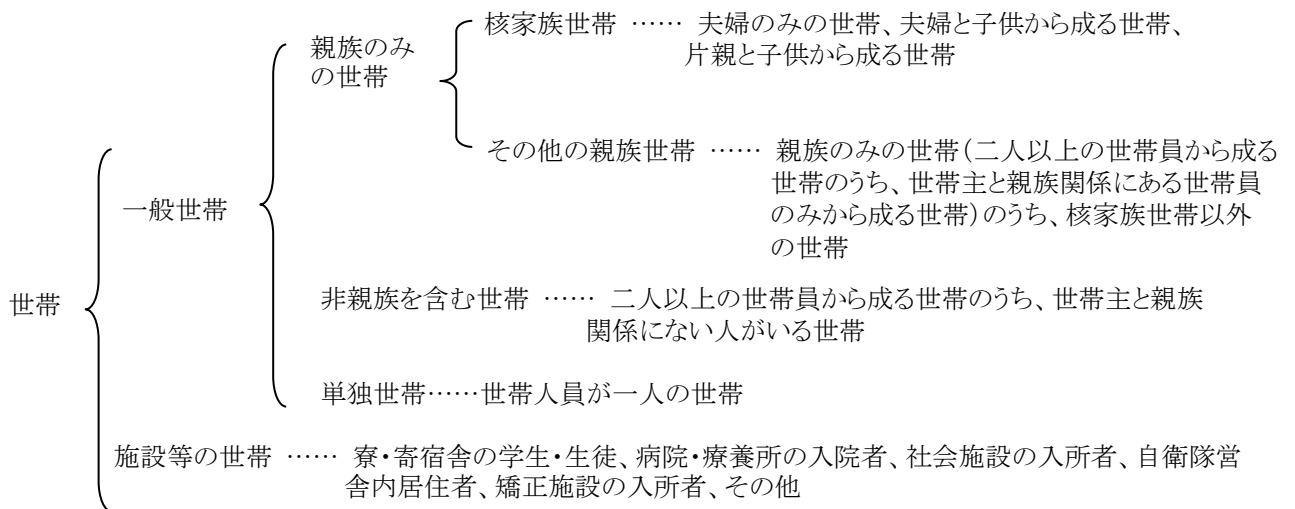 核家族世帯 …… 夫婦のみの世帯、夫婦と子供から成る世帯、
片親と子供から成る世帯
親族のみ
の世帯
その他の親族世帯 …… 親族のみの世帯(二人以上の世帯員から成る
世帯のうち、世帯主と親族関係にある世帯員
のみから成る世帯)のうち、核家族世帯以外
の世帯
一般世帯
世帯
非親族を含む世帯 …… 二人以上の世帯員から成る世帯のうち、世帯主と親族
関係にない人がいる世帯
単独世帯……世帯人員が一人の世帯
施設等の世帯 …… 寮・寄宿舎の学生・生徒、病院・療養所の入院者、社会施設の入所者、自衛隊営
舎内居住者、矯正施設の入所者、その他